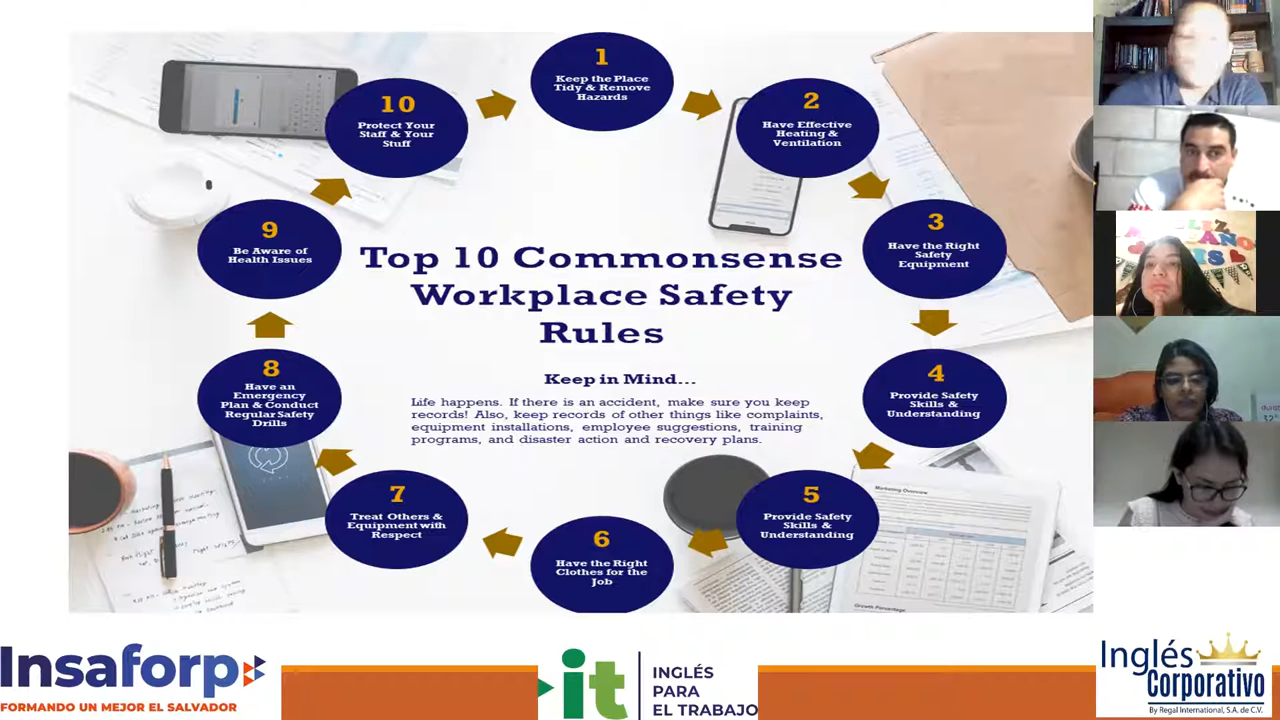 1
Keep the Place
Tidy & Remove
Hazards
2
Have Effective
Heating &
Ventilation
3
Have the Right
Safety
Equipment
4
Provide Safety
Skills &
Understanding
5
Provide Safety
Skills &
Understanding
6
Have the Right
Clothes for the
Job
7
Treat Others &
Equipment with
Respect
8
Have an
Emergency
Plan & Conduct
Regular Safety
Drills
9
Be Aware of
Health Issues
10
Protect Your
Staff & Your
Stuff
Top 10 Commonsense
Workplace Safety
Rules
Keep in Mind...
Life happens. If there is an accident, make sure you keep
records! Also, keep records of other things like complaints,
equipment installations, employee suggestions, training
programs, and disaster action and recovery plans.
Marketing Overview
Growth Percentage:
Insaforp
FORMANDO UN MEJOR EL SALVADOR
it
INGLÉS
PARA
EL TRABAJO
Inglés
Corporativo
By Regal International, S.A. de C.V.